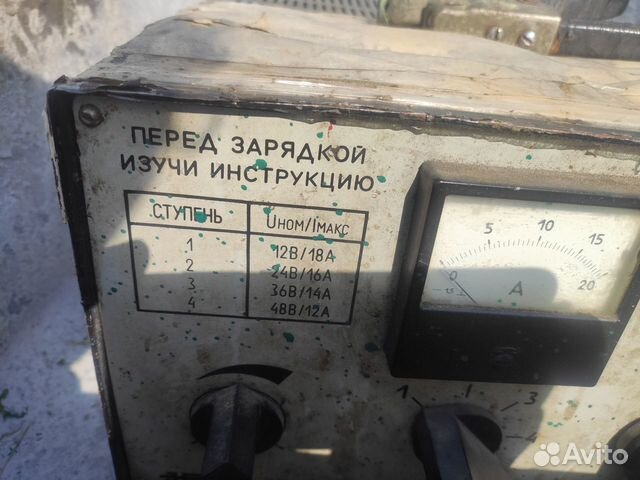 ПЕРЕД ЗАРЯДКОЙ
ИЗУЧИ ИНСТРУКЦИЮ
СТУПЕНЬ UНОМ/IМАКС
1 12В/18А
2 24В/16А
3 36В/14А
4 48В/12А
0 5 10 15 20
A
1 3 4
Avito